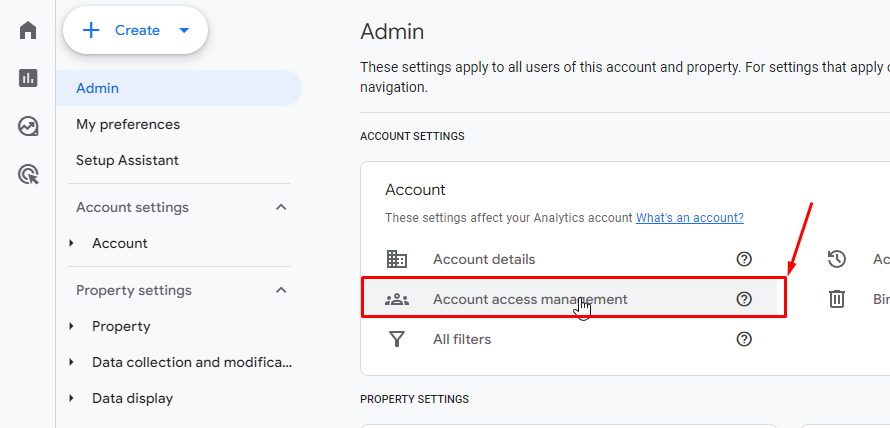 Create
Admin
My preferences
Setup Assistant
Account settings
Account
Property settings
Property
Data collection and modifica...
Data display
Admin
These settings apply to all users of this account and property. For settings that apply
navigation.
ACCOUNT SETTINGS
Account
These settings affect your Analytics account What's an account?
Account details
Account access management
All filters
Ac
Bin
PROPERTY SETTINGS